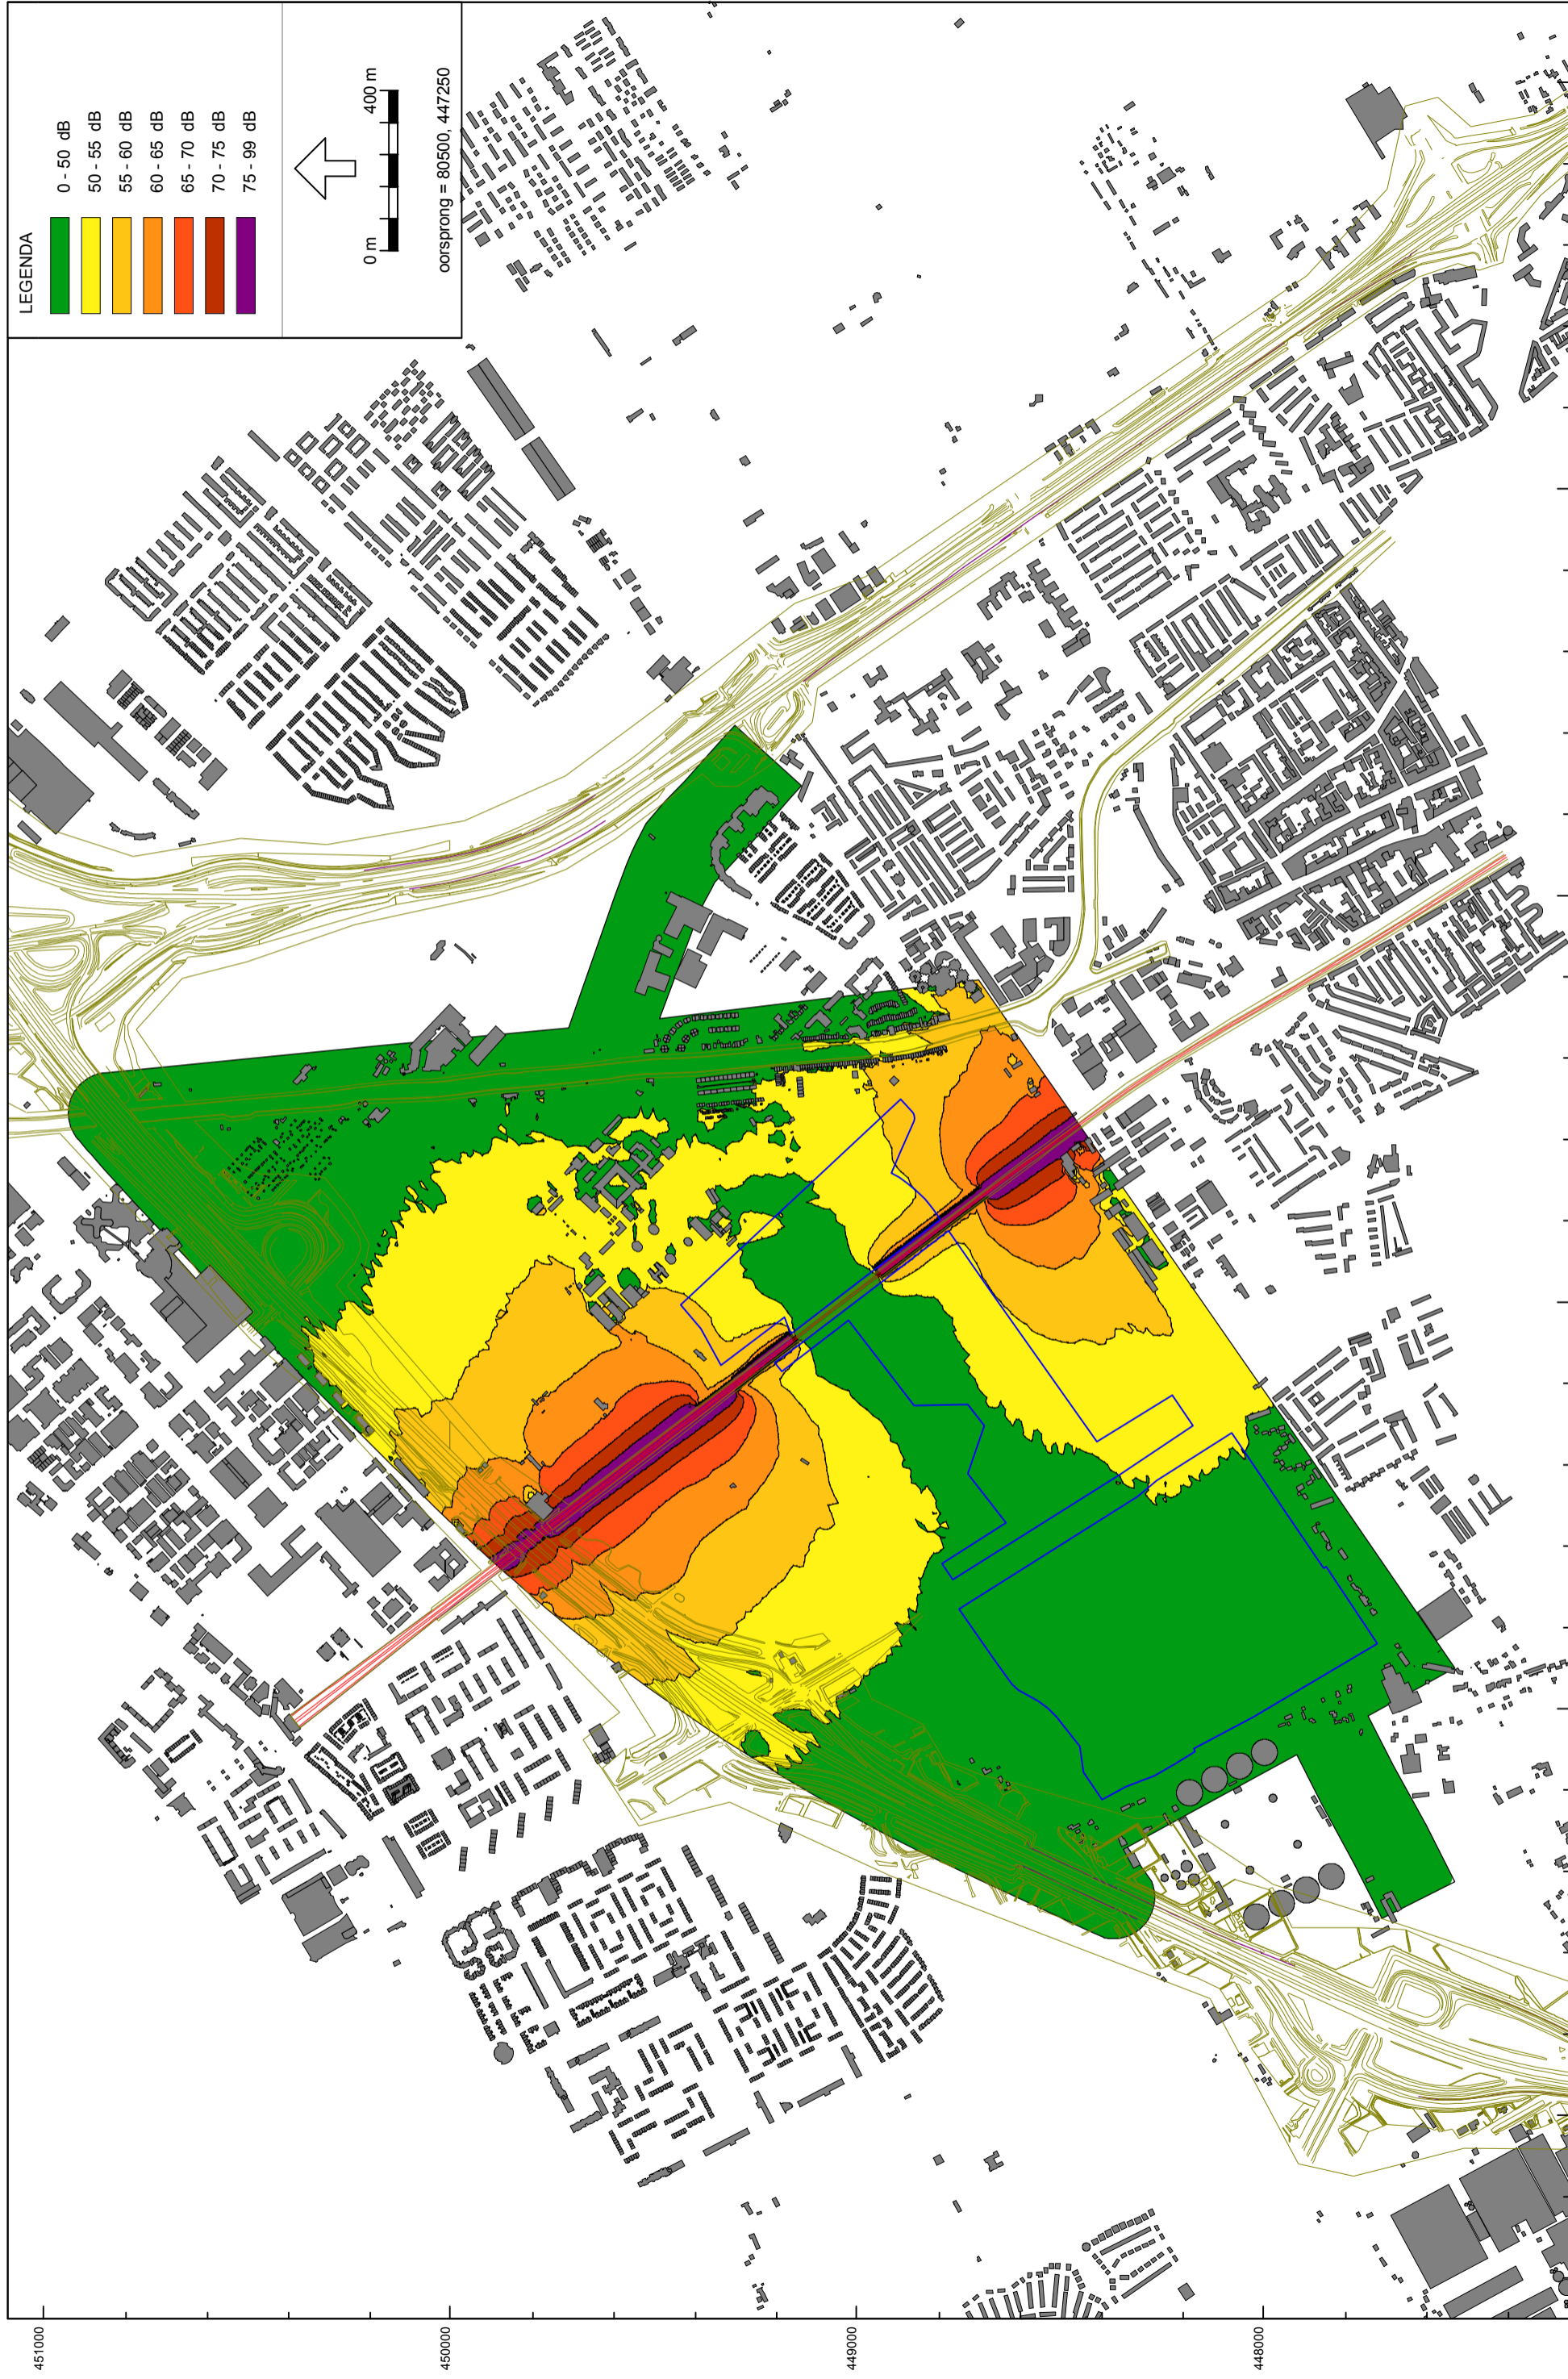 LEGENDA
0 - 50 dB
50 - 55 dB
55 - 60 dB
60 - 65 dB
65 - 70 dB
70 - 75 dB
75 - 99 dB
0 m 400 m
oorsprong = 80500, 447250
451000
450000
449000
448000